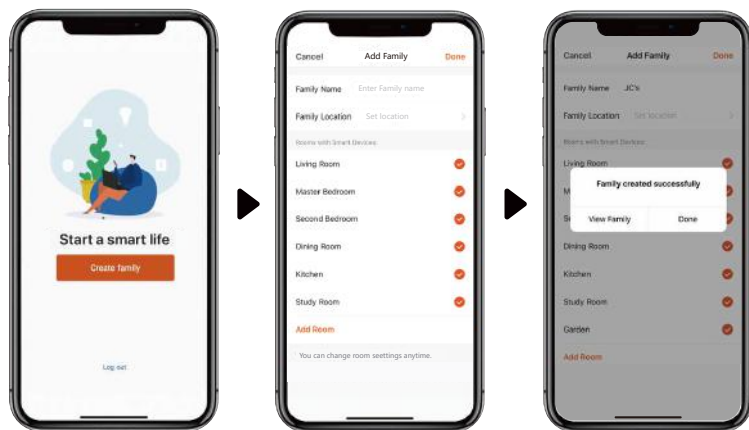 Start a smart life
Create family
Log out
Cancel Add Family Done
Family Name Enter Family name
Family Location Set location
Rooms with Smart Devices
Living Room
Master Bedroom
Second Bedroom
Dining Room
Kitchen
Study Room
Add Room
You can change room seettings anytime.
Cancel Add Family Done
Family Name JC's
Family Location Set location
Rooms with Smart Devices
Living Room
M
Family created successfully
S
View Family Done
Dining Room
Kitchen
Study Room
Garden
Add Room